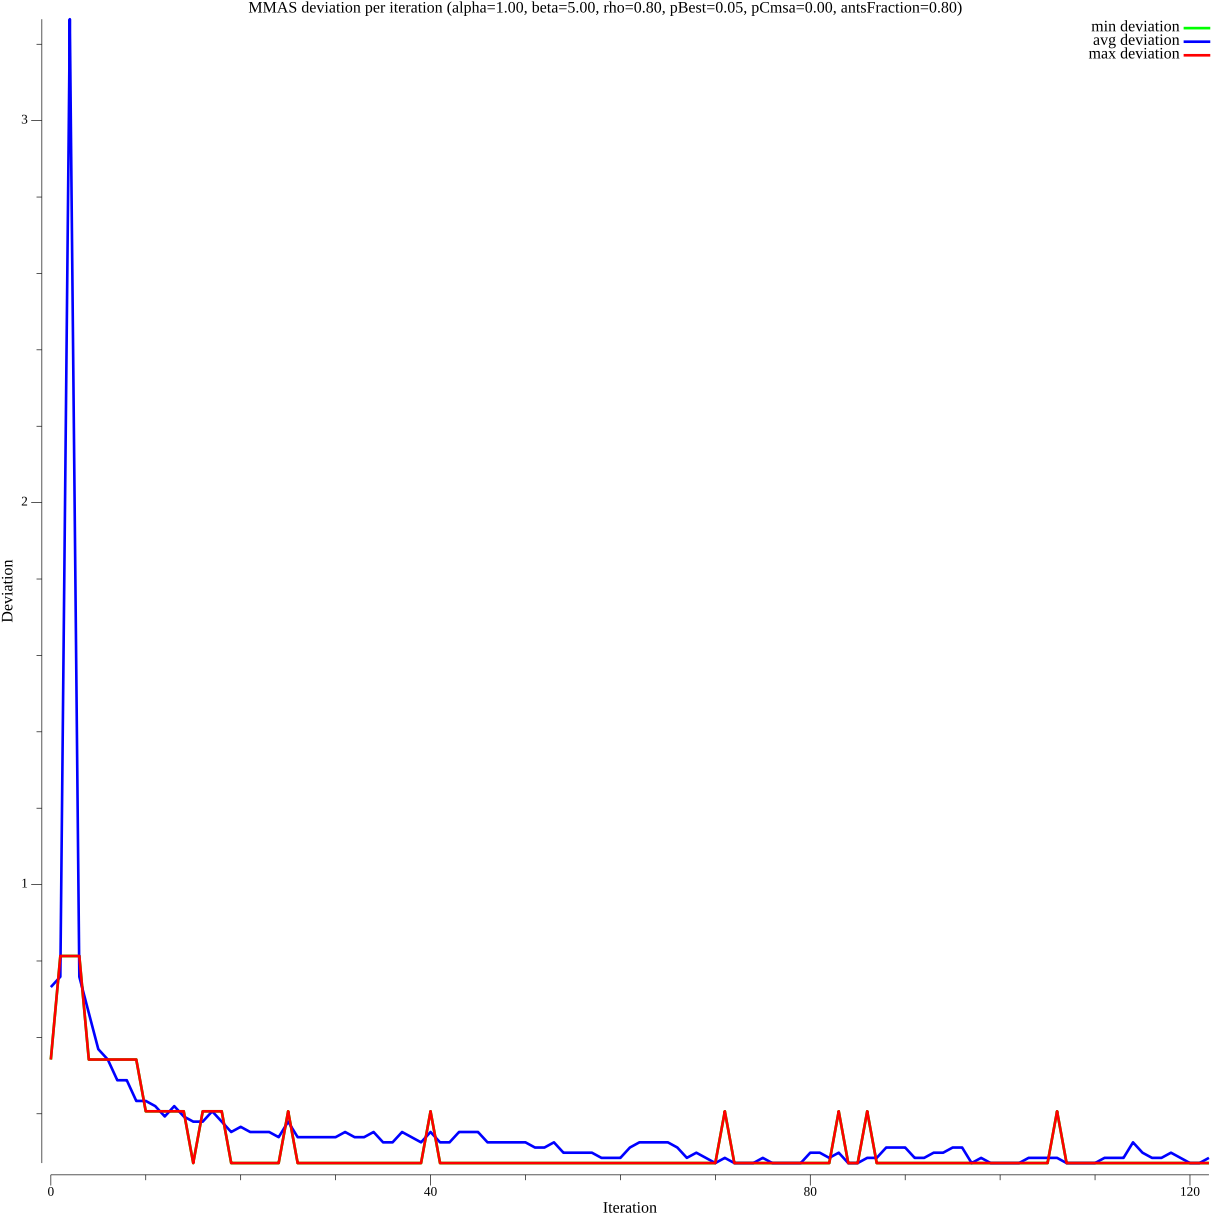 MMAS deviation per iteration (alpha=1.00, beta=5.00, rho=0.80, pBest=0.05, pCmsa=0.00, antsFraction=0.80)
min deviation
avg deviation
max deviation
3
2
1
Deviation
0
40
80
120
Iteration